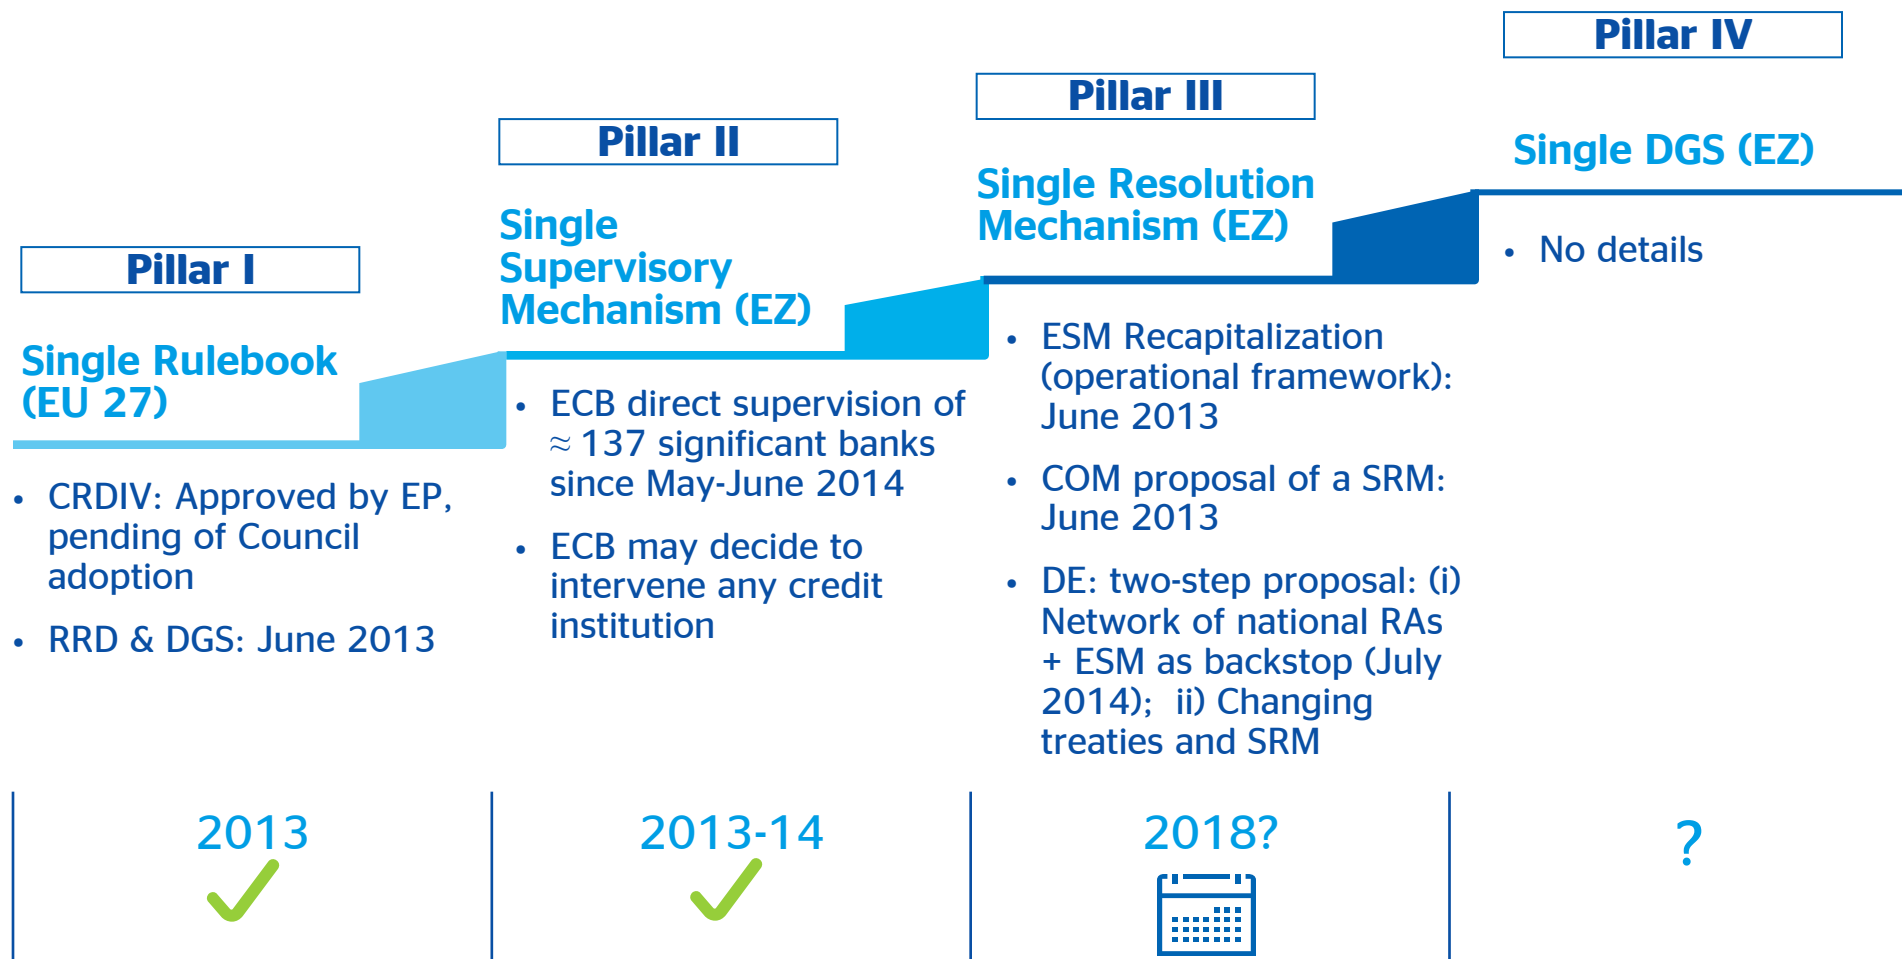 Pillar I
Single Rulebook
(EU 27)
• CRDIV: Approved by EP,
pending of Council
adoption
• RRD & DGS: June 2013
2013
Pillar II
Single
Supervisory
Mechanism (EZ)
• ECB direct supervision of
≈ 137 significant banks
since May-June 2014
• ECB may decide to
intervene any credit
institution
2013-14
Pillar III
Single Resolution
Mechanism (EZ)
• ESM Recapitalization
(operational framework):
June 2013
• COM proposal of a SRM:
June 2013
• DE: two-step proposal: (i)
Network of national RAs
+ ESM as backstop (July
2014); ii) Changing
treaties and SRM
2018?
Pillar IV
Single DGS (EZ)
• No details
?